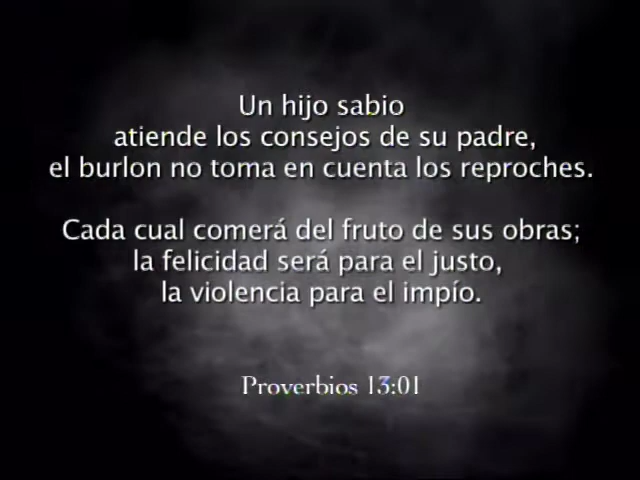 Un hijo sabio
atiende los consejos de su padre,
el burlon no toma en cuenta los reproches.
Cada cual comerá del fruto de sus obras;
la felicidad será para el justo,
la violencia para el impío.
Proverbios 13:01